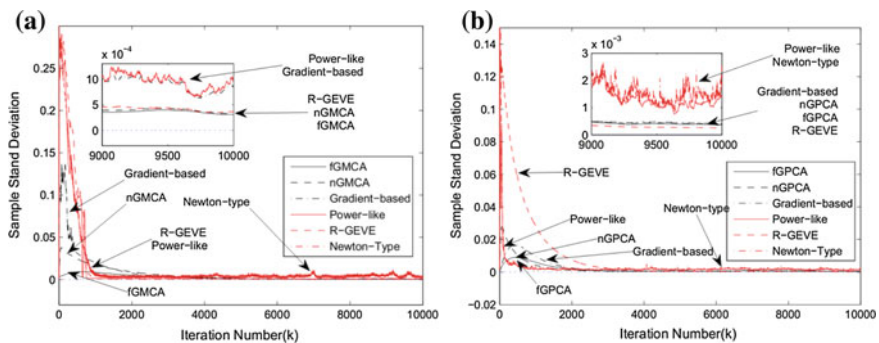 (a)
Sample Stand Deviation
0.25
0.2
0.15
0.1
0.05
0
0
2000
4000
6000
8000
10000
Iteration Number(k)
x 10⁻⁴
10
5
0
9000
9500
10000
Power-like
Gradient-based
R-GEVE
nGMCA
fGMCA
Gradient-based
nGMCA
R-GEVE
Power-like
Newton-type
fGMCA
fGMCA
nGMCA
Gradient-based
Power-like
R-GEVE
Newton-Type
(b)
Sample Stand Deviation
0.14
0.12
0.1
0.08
0.06
0.04
0.02
0
-0.02
0
2000
4000
6000
8000
10000
Iteration Number(k)
x 10⁻³
3
2
1
0
9000
9500
10000
Power-like
Newton-type
Gradient-based
nGPCA
fGPCA
R-GEVE
R-GEVE
Power-like
nGPCA
Gradient-based
Newton-type
fGPCA
fGPCA
nGPCA
Gradient-based
Power-like
R-GEVE
Newton-Type